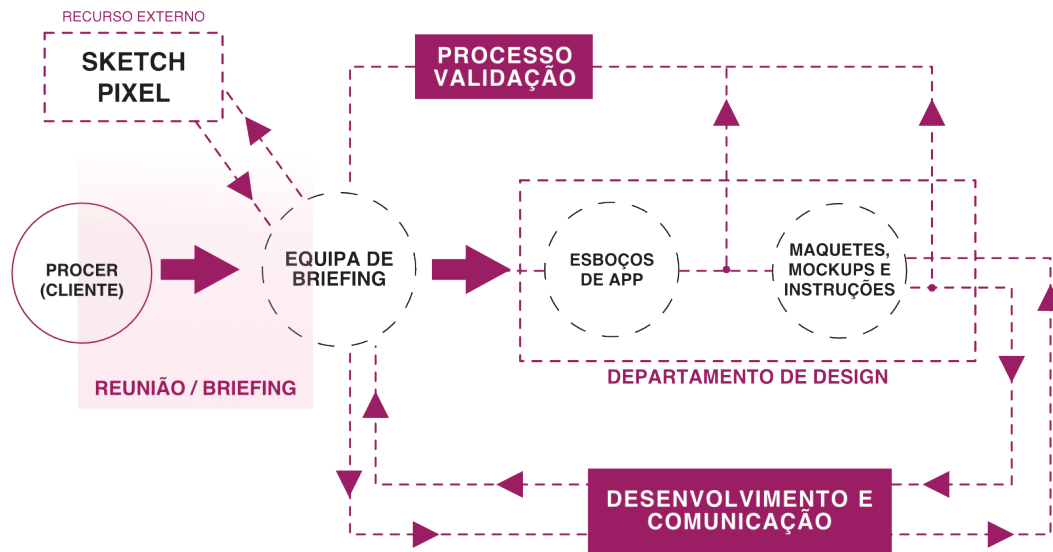 RECURSO EXTERNO
SKETCH
PIXEL
PROCESSO
VALIDAÇÃO
PROCER
(CLIENTE)
EQUIPA DE
BRIEFING
ESBOÇOS
DE APP
MAQUETES,
MOCKUPS E
INSTRUÇÕES
REUNIÃO / BRIEFING
DEPARTAMENTO DE DESIGN
DESENVOLVIMENTO E
COMUNICAÇÃO